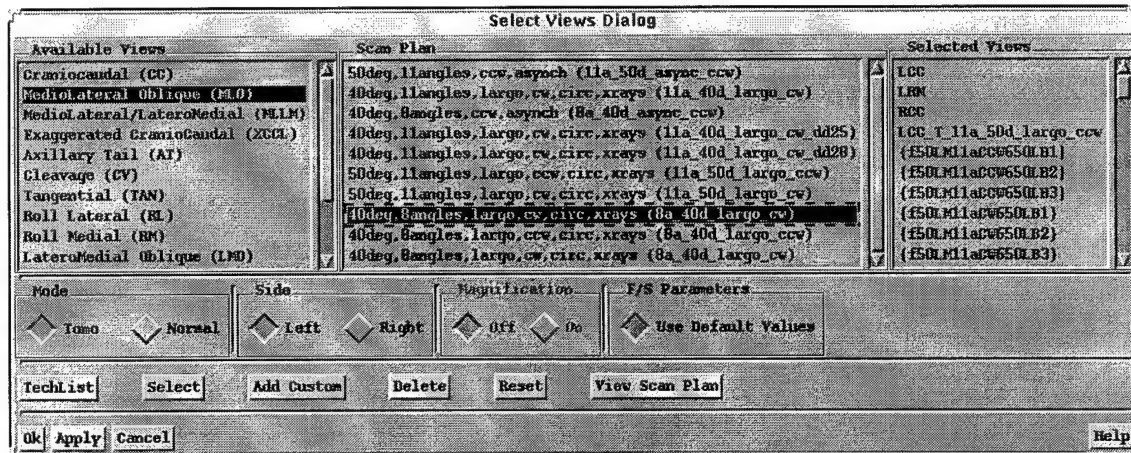 Select Views Dialog
Available Views
Craniocaudal (CC)
MedioLateral Oblique (MLO)
MedioLateral/LateroMedial (MLLM)
Exaggerated CranioCaudal (XCCL)
Axillary Tail (AT)
Cleavage (CV)
Tangential (TAN)
Roll Lateral (RL)
Roll Medial (RM)
LateroMedial Oblique (LMO)
Scan Plan
50deg,11angles,ccw,asynch (11a_50d_async_ccw)
40deg,11angles,largo,cw,circ,xrays (11a_40d_largo_cw)
40deg,8angles,ccw,asynch (8a_40d_async_ccw)
40deg,11angles,largo,cw,circ,xrays (11a_40d_largo_cw_dd25)
40deg,11angles,largo,cw,circ,xrays (11a_40d_largo_cw_dd28)
50deg,11angles,largo,ccw,circ,xrays (11a_50d_largo_ccw)
50deg,11angles,largo,cw,circ,xrays (11a_50d_largo_cw)
40deg,8angles,largo,cw,circ,xrays (8a_40d_largo_cw)
40deg,8angles,largo,ccw,circ,xrays (8a_40d_largo_ccw)
40deg,8angles,largo,cw,circ,xrays (8a_40d_largo_cw)
Selected Views
LCC
LRM
RCC
LCC_T_11a_50d_largo_ccw
{f50LM11aCCW650LB1}
{f50LM11aCCW650LB2}
{f50LM11aCCW650LB3}
{f50LM11aCW650LB1}
{f50LM11aCW650LB2}
{f50LM11aCW650LB3}
Mode
Tomo Normal
Side
Left Right
Magnification
Off On
F/S Parameters
Use Default Values
TechList Select Add Custom Delete Reset View Scan Plan
Ok Apply Cancel Help